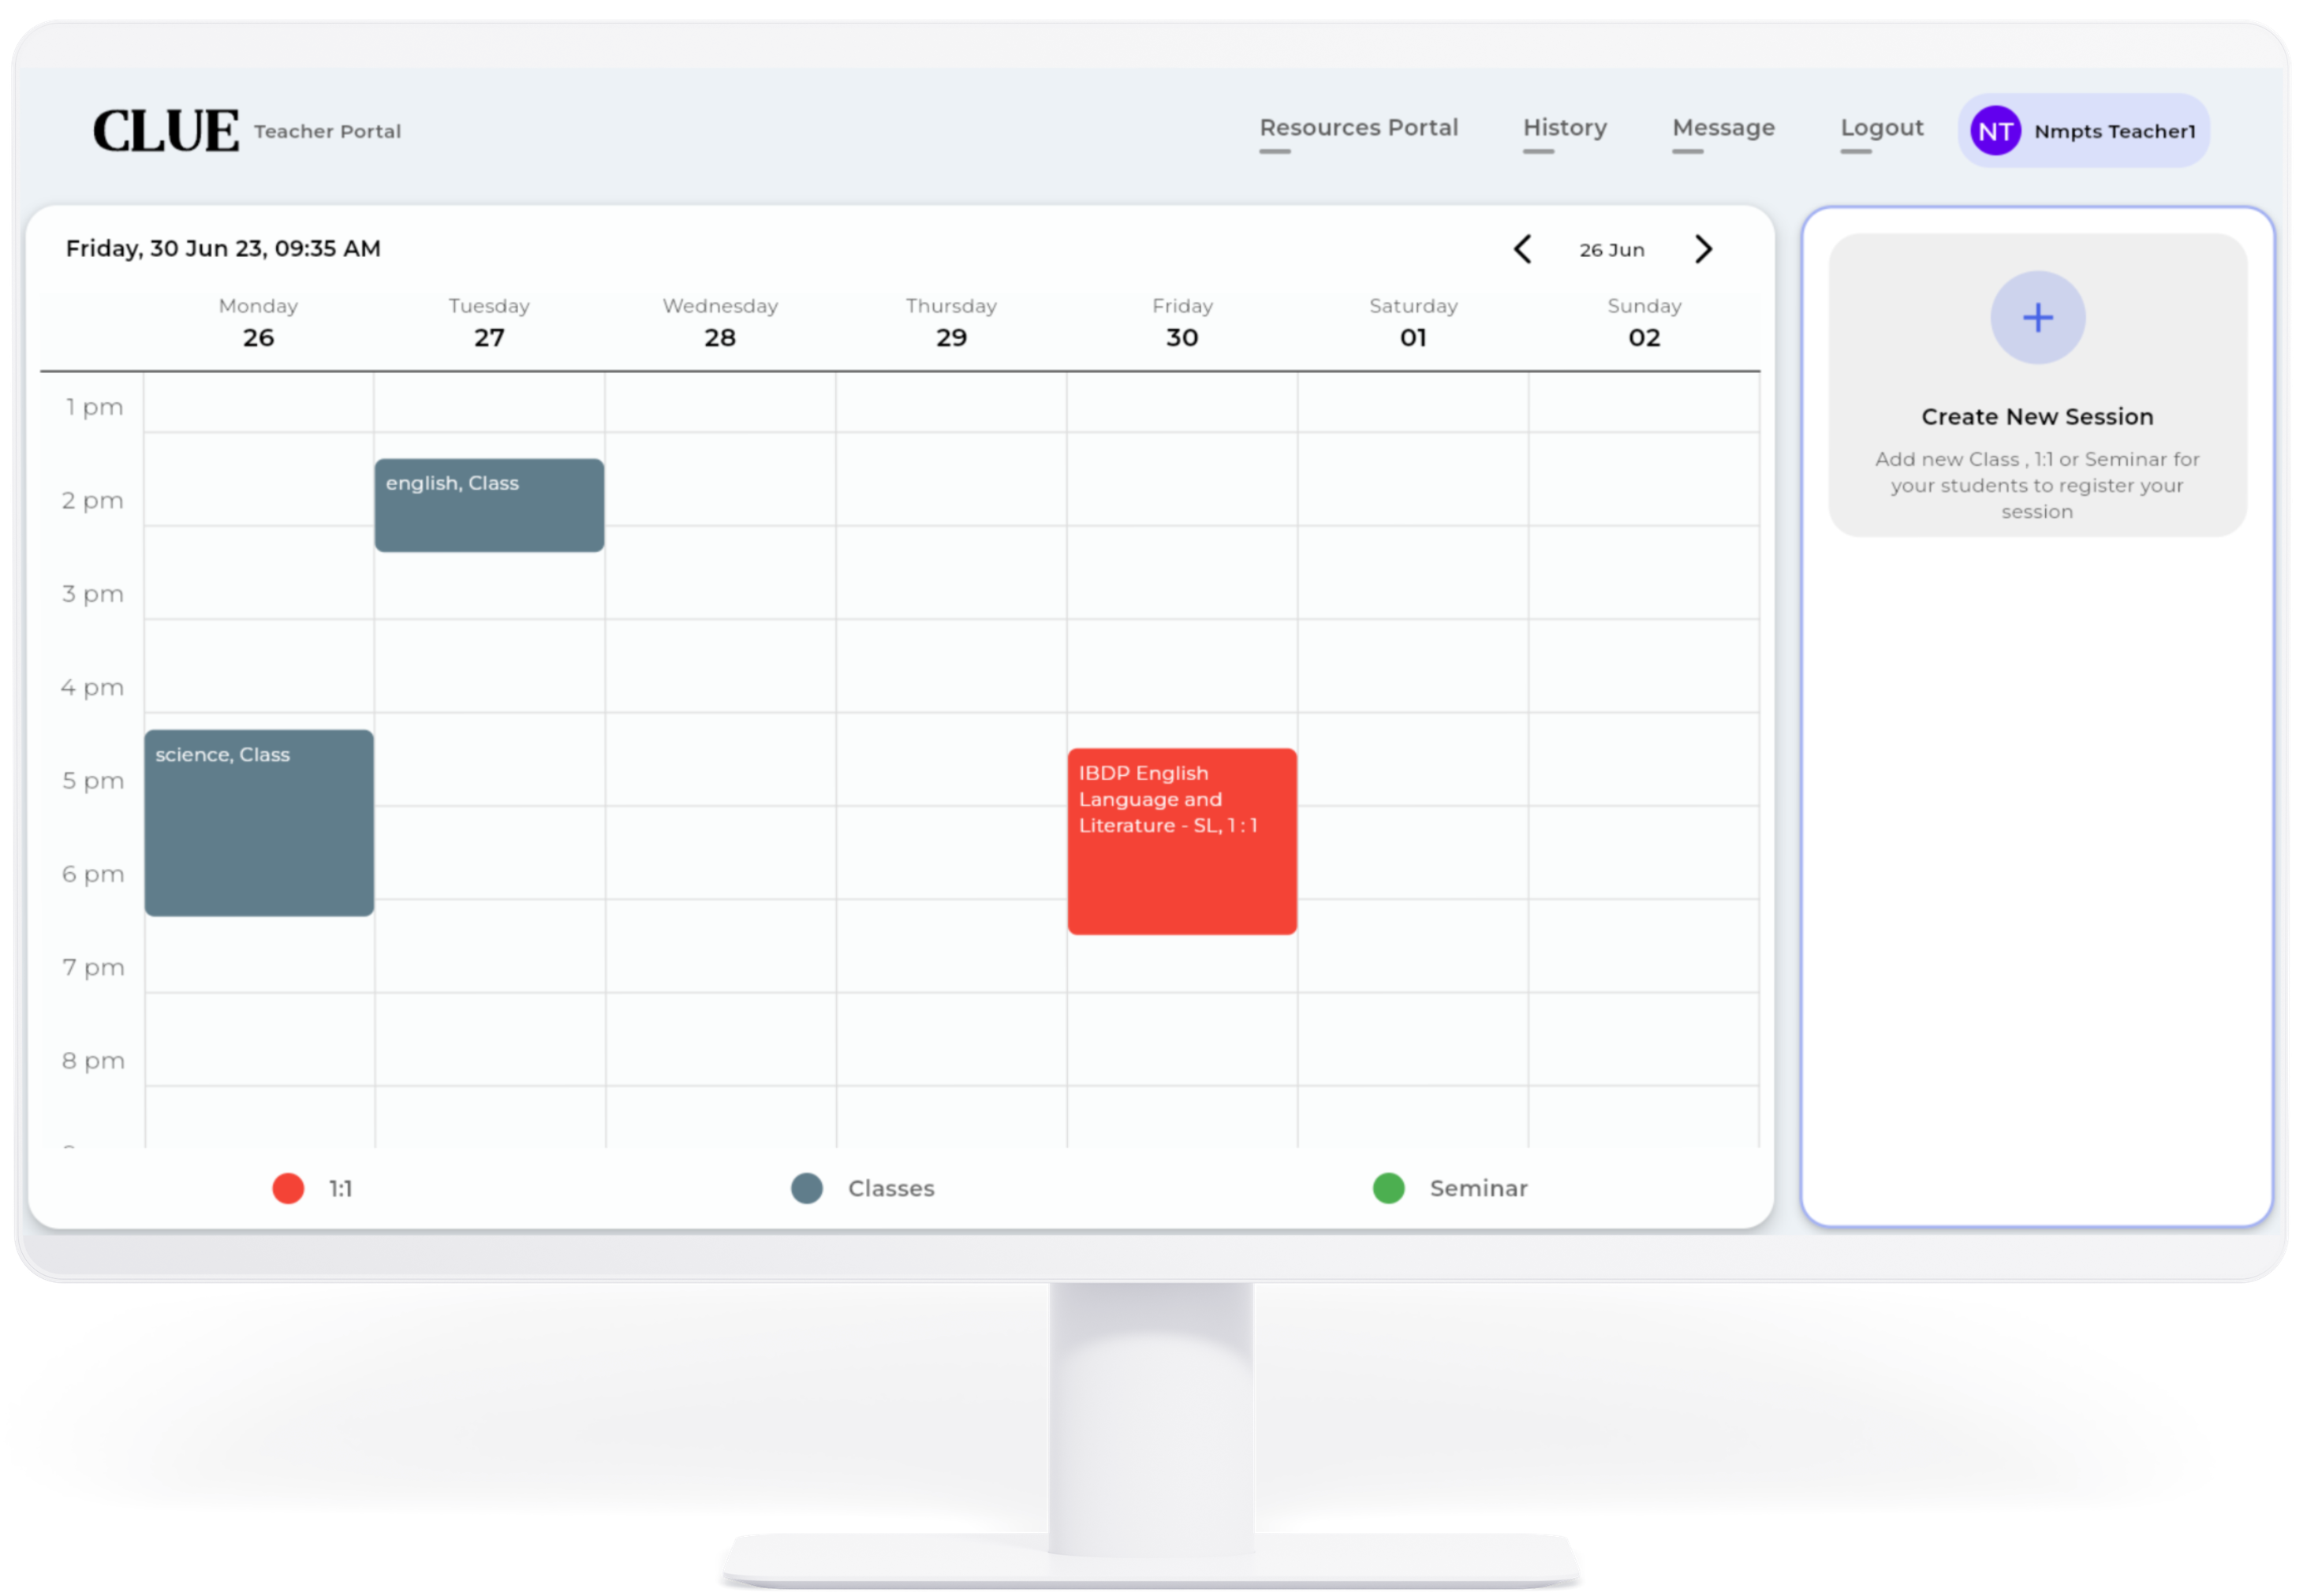 CLUE Teacher Portal
Resources Portal
History
Message
Logout
NT
Nmpts Teacher1
Friday, 30 Jun 23, 09:35 AM
26 Jun
Monday
26
Tuesday
27
Wednesday
28
Thursday
29
Friday
30
Saturday
01
Sunday
02
1 pm
2 pm
3 pm
4 pm
5 pm
6 pm
7 pm
8 pm
english, Class
science, Class
IBDP English
Language and
Literature - SL, 1 : 1
1:1
Classes
Seminar
+
Create New Session
Add new Class , 1:1 or Seminar for
your students to register your
session